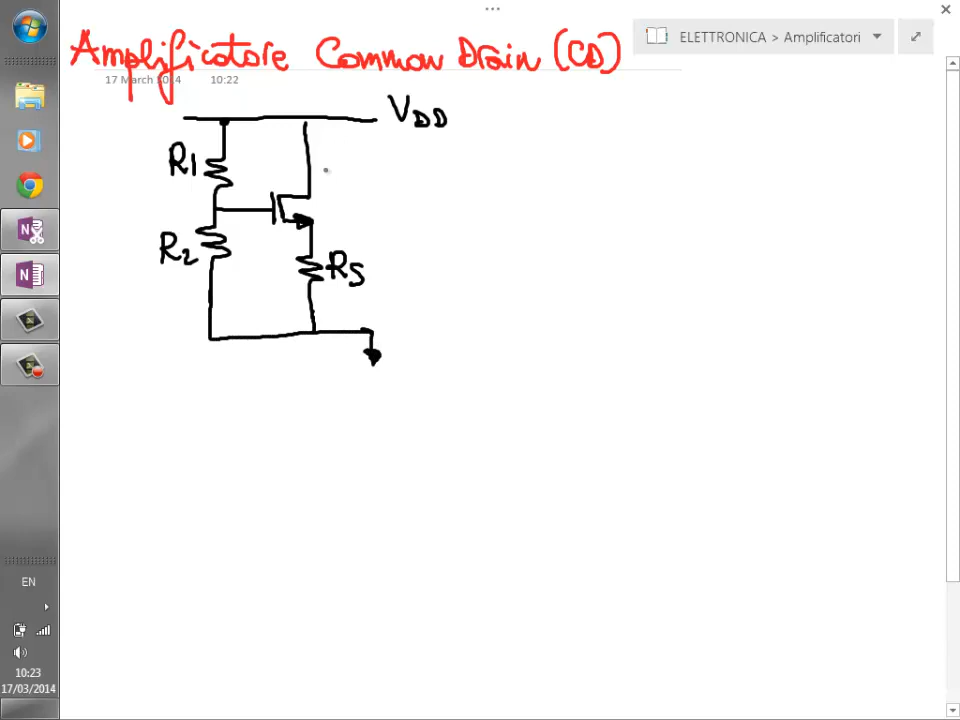 Amplificatore Common Drain (CD)
ELETTRONICA > Amplificatori
17 March 2014 10:22
VDD
R1
R2
RS
EN
10:23
17/03/2014